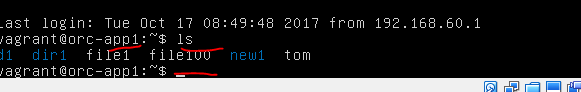 Last login: Tue Oct 17 08:49:48 2017 from 192.168.60.1
vagrant@orc-app1:~$ ls
d1 dir1 file1 file100 new1 tom
vagrant@orc-app1:~$